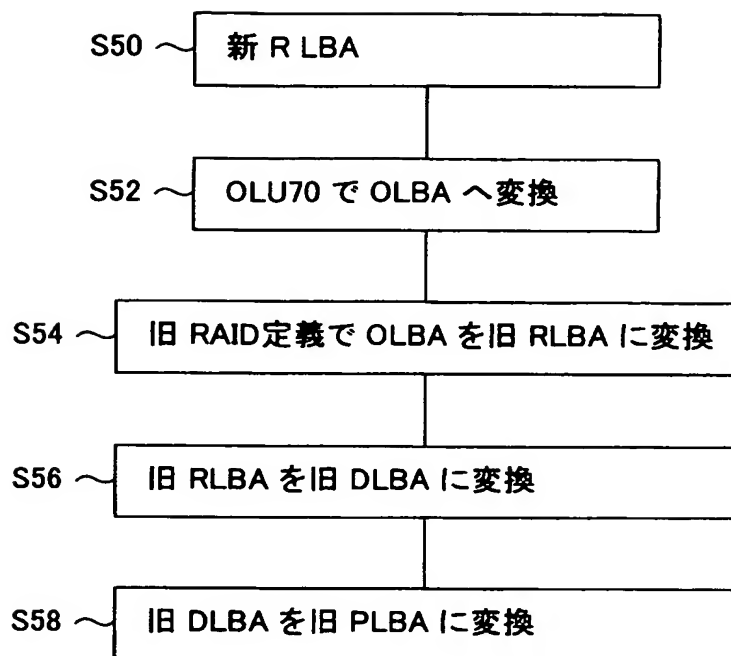 S50 新 R LBA
S52 OLU70 で OLBA へ変換
S54 旧 RAID定義で OLBA を旧 RLBA に変換
S56 旧 RLBA を旧 DLBA に変換
S58 旧 DLBA を旧 PLBA に変換